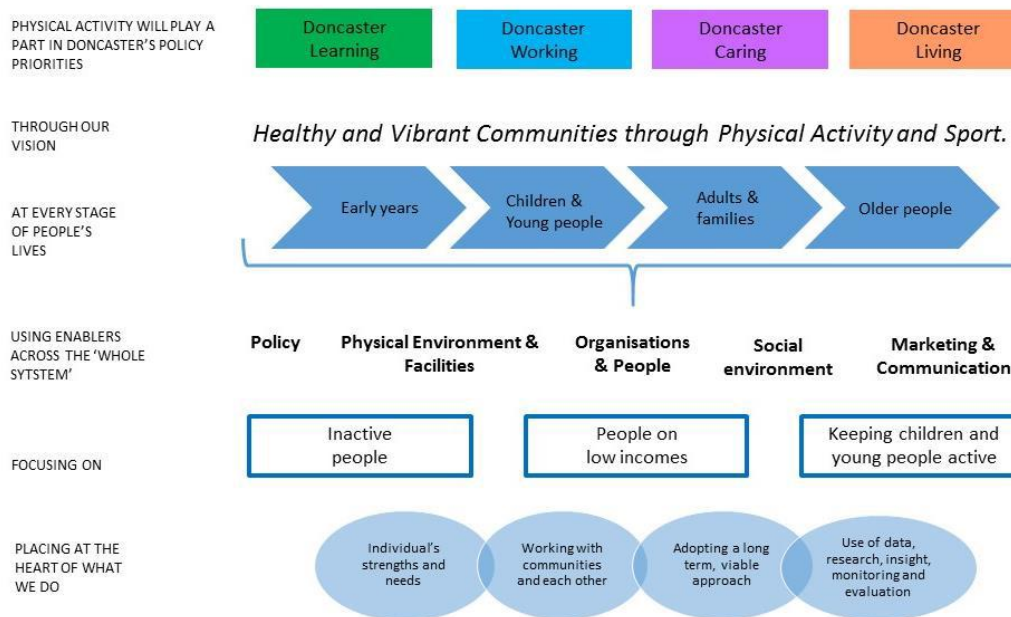 PHYSICAL ACTIVITY WILL PLAY A
PART IN DONCASTER'S POLICY
PRIORITIES
Doncaster
Learning
Doncaster
Working
Doncaster
Caring
Doncaster
Living
THROUGH OUR
VISION
Healthy and Vibrant Communities through Physical Activity and Sport.
AT EVERY STAGE
OF PEOPLE'S
LIVES
Early years
Children &
Young people
Adults &
families
Older people
USING ENABLERS
ACROSS THE 'WHOLE
SYTSTEM'
Policy
Physical Environment &
Facilities
Organisations
& People
Social
environment
Marketing &
Communication
FOCUSING ON
Inactive
people
People on
low incomes
Keeping children and
young people active
PLACING AT THE
HEART OF WHAT
WE DO
Individual's
strengths and
needs
Working with
communities
and each other
Adopting a long
term, viable
approach
Use of data,
research, insight,
monitoring and
evaluation